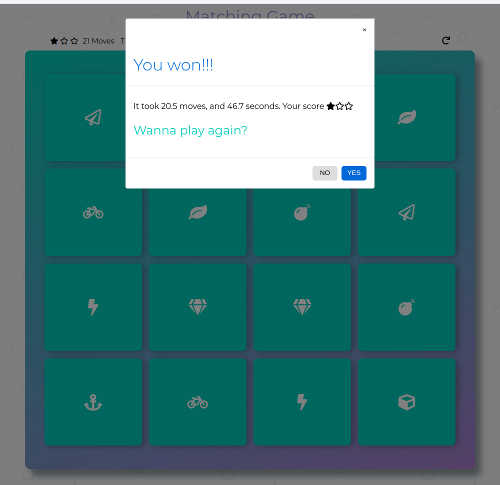 Matching Game
21 Moves T
×
You won!!!
It took 20.5 moves, and 46.7 seconds. Your score
Wanna play again?
NO YES